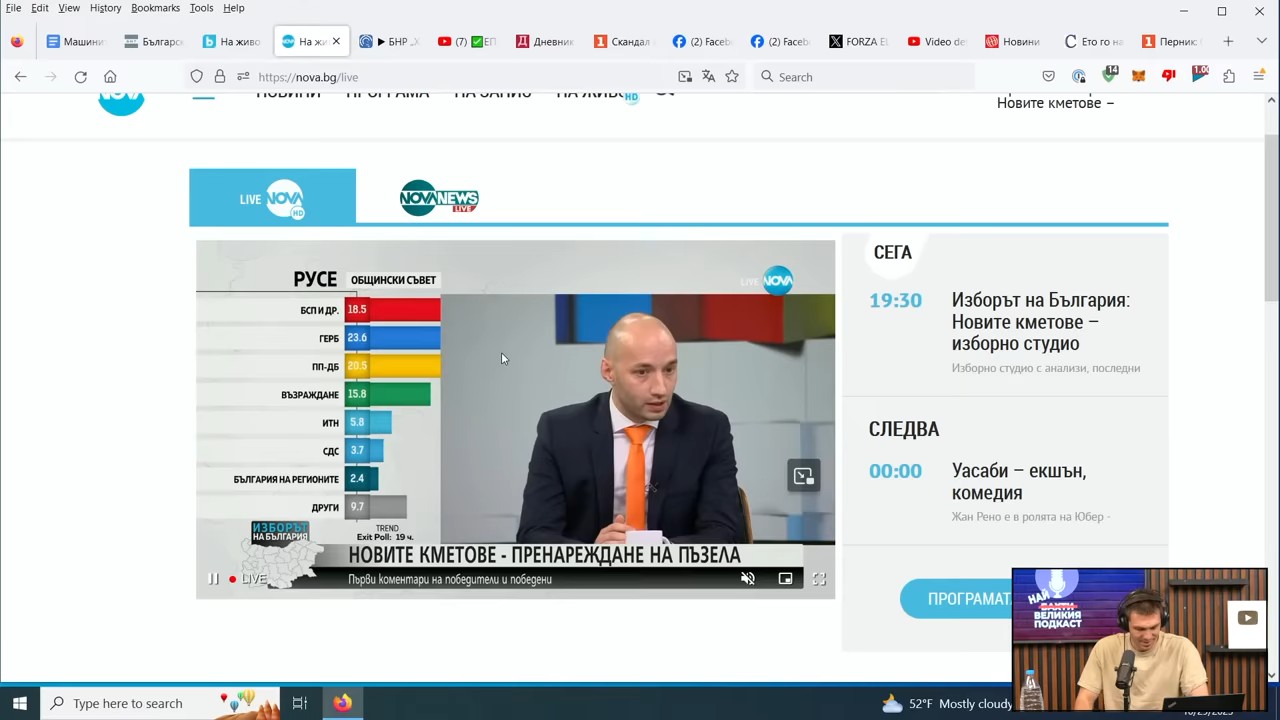 File Edit View History Bookmarks Tools Help
Машини:
Българск
На живо
На жи
БНР „Х
(7) ✅ЕП
Дневник
Скандал
(2) Faceb
(2) Faceb
FORZA EL
Video de
Новини
Ето го на
Перник:
https://nova.bg/live
Search
14
1.00
НОВИНИ ПРОГРАМА НА ЗАПИС НА ЖИВО HD
Новите кметове –
LIVE NOVA HD
NOVA NEWS LIVE
РУСЕ ОБЩИНСКИ СЪВЕТ
LIVE NOVA
БСП И ДР. 18.5
ГЕРБ 23.6
ПП-ДБ 20.5
ВЪЗРАЖДАНЕ 15.8
ИТН 5.8
СДС 3.7
БЪЛГАРИЯ НА РЕГИОНИТЕ 2.4
ДРУГИ 9.7
TREND
Exit Poll: 19 ч.
ИЗБОРЪТ
НА БЪЛГАРИЯ
НОВИТЕ КМЕТОВЕ - ПРЕНАРЕЖДАНЕ НА ПЪЗЕЛА
LIVE
Първи коментари на победители и победени
СЕГА
19:30
Изборът на България:
Новите кметове –
изборно студио
Изборно студио с анализи, последни
СЛЕДВА
00:00
Уасаби – екшън,
комедия
Жан Рено е в ролята на Юбер -
ПРОГРАМАТ
НАЙ
ВЕЛИКИЯ
ПОДКАСТ
Type here to search
52°F Mostly cloudy